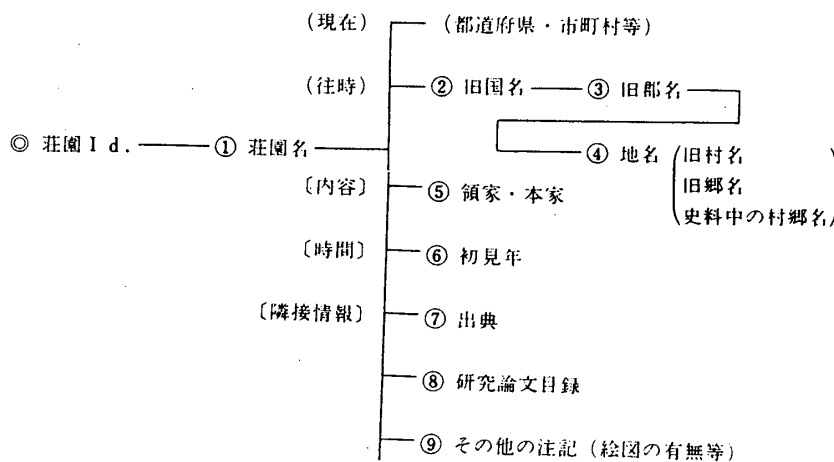 (現在) (都道府県・市町村等)
(往時) ② 旧国名 ③ 旧郡名
◎ 荘園Ｉｄ. ① 荘園名
④ 地名 (旧村名
旧郷名
史料中の村郷名)
〔内容〕 ⑤ 領家・本家
〔時間〕 ⑥ 初見年
〔隣接情報〕 ⑦ 出典
⑧ 研究論文目録
⑨ その他の注記 (絵図の有無等)